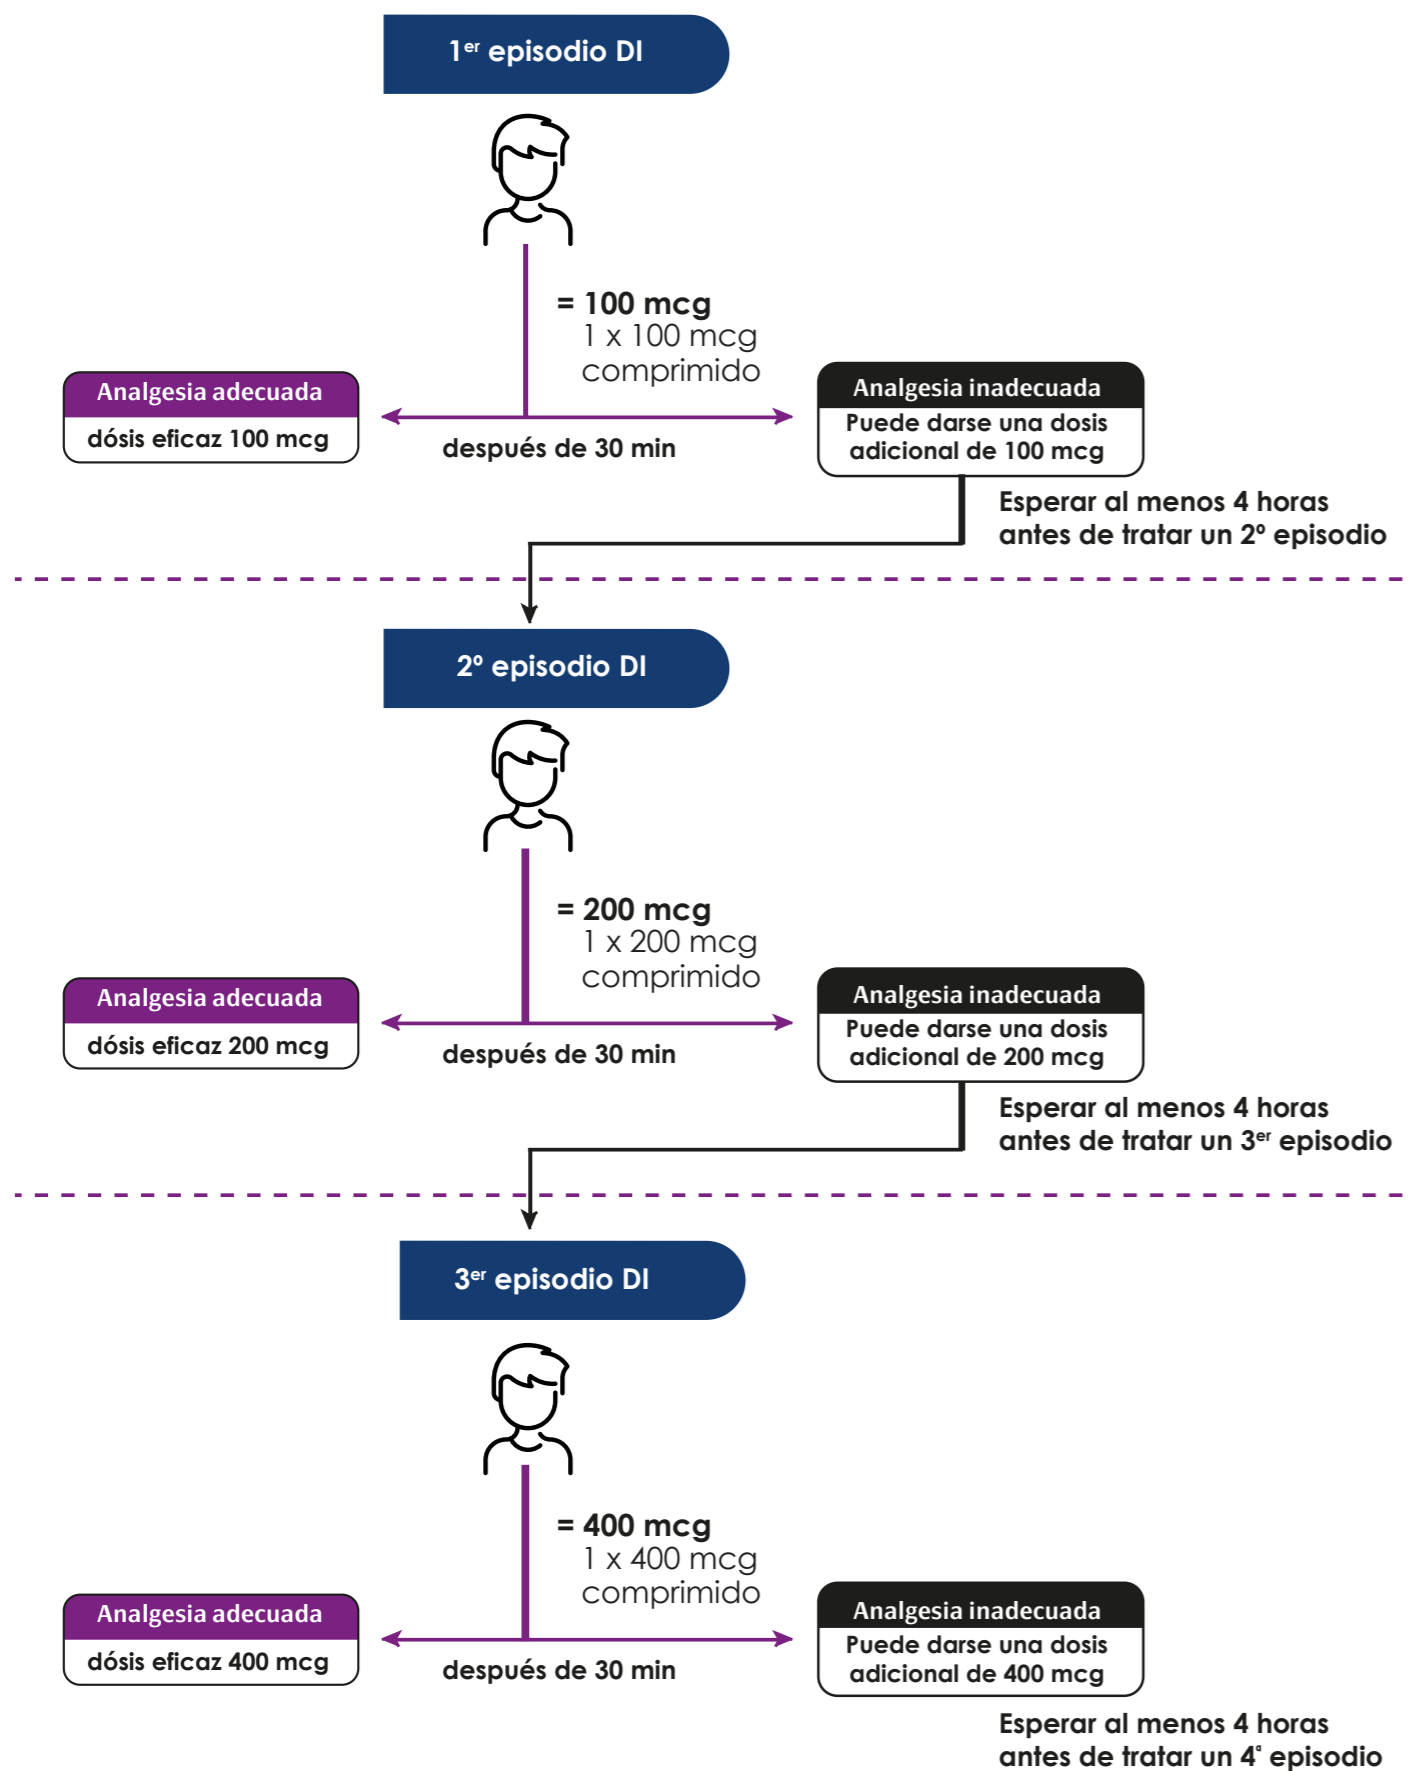 1er episodio DI
= 100 mcg
1 x 100 mcg
comprimido
Analgesia adecuada
dósis eficaz 100 mcg
después de 30 min
Analgesia inadecuada
Puede darse una dosis
adicional de 100 mcg
Esperar al menos 4 horas
antes de tratar un 2º episodio
2º episodio DI
= 200 mcg
1 x 200 mcg
comprimido
Analgesia adecuada
dósis eficaz 200 mcg
después de 30 min
Analgesia inadecuada
Puede darse una dosis
adicional de 200 mcg
Esperar al menos 4 horas
antes de tratar un 3er episodio
3er episodio DI
= 400 mcg
1 x 400 mcg
comprimido
Analgesia adecuada
dósis eficaz 400 mcg
después de 30 min
Analgesia inadecuada
Puede darse una dosis
adicional de 400 mcg
Esperar al menos 4 horas
antes de tratar un 4ª episodio